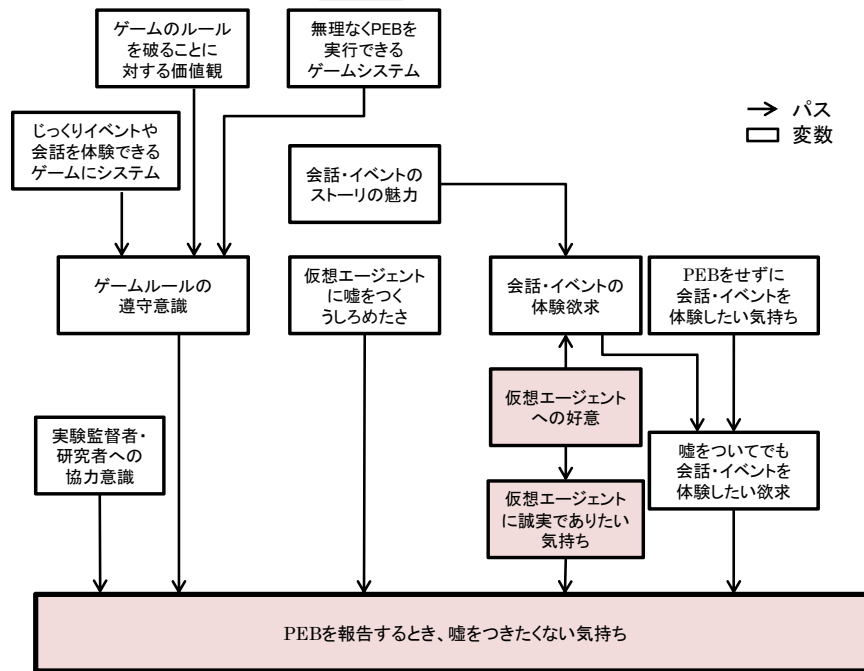 ゲームのルール
を破ることに
対する価値観
無理なくPEBを
実行できる
ゲームシステム
パス
変数
じっくりイベントや
会話を体験できる
ゲームにシステム
会話・イベントの
ストーリの魅力
ゲームルールの
遵守意識
仮想エージェント
に嘘をつく
うしろめたさ
会話・イベントの
体験欲求
PEBをせずに
会話・イベントを
体験したい気持ち
仮想エージェント
への好意
実験監督者・
研究者への
協力意識
嘘をついてでも
会話・イベントを
体験したい欲求
仮想エージェント
に誠実でありたい
気持ち
PEBを報告するとき、嘘をつきたくない気持ち